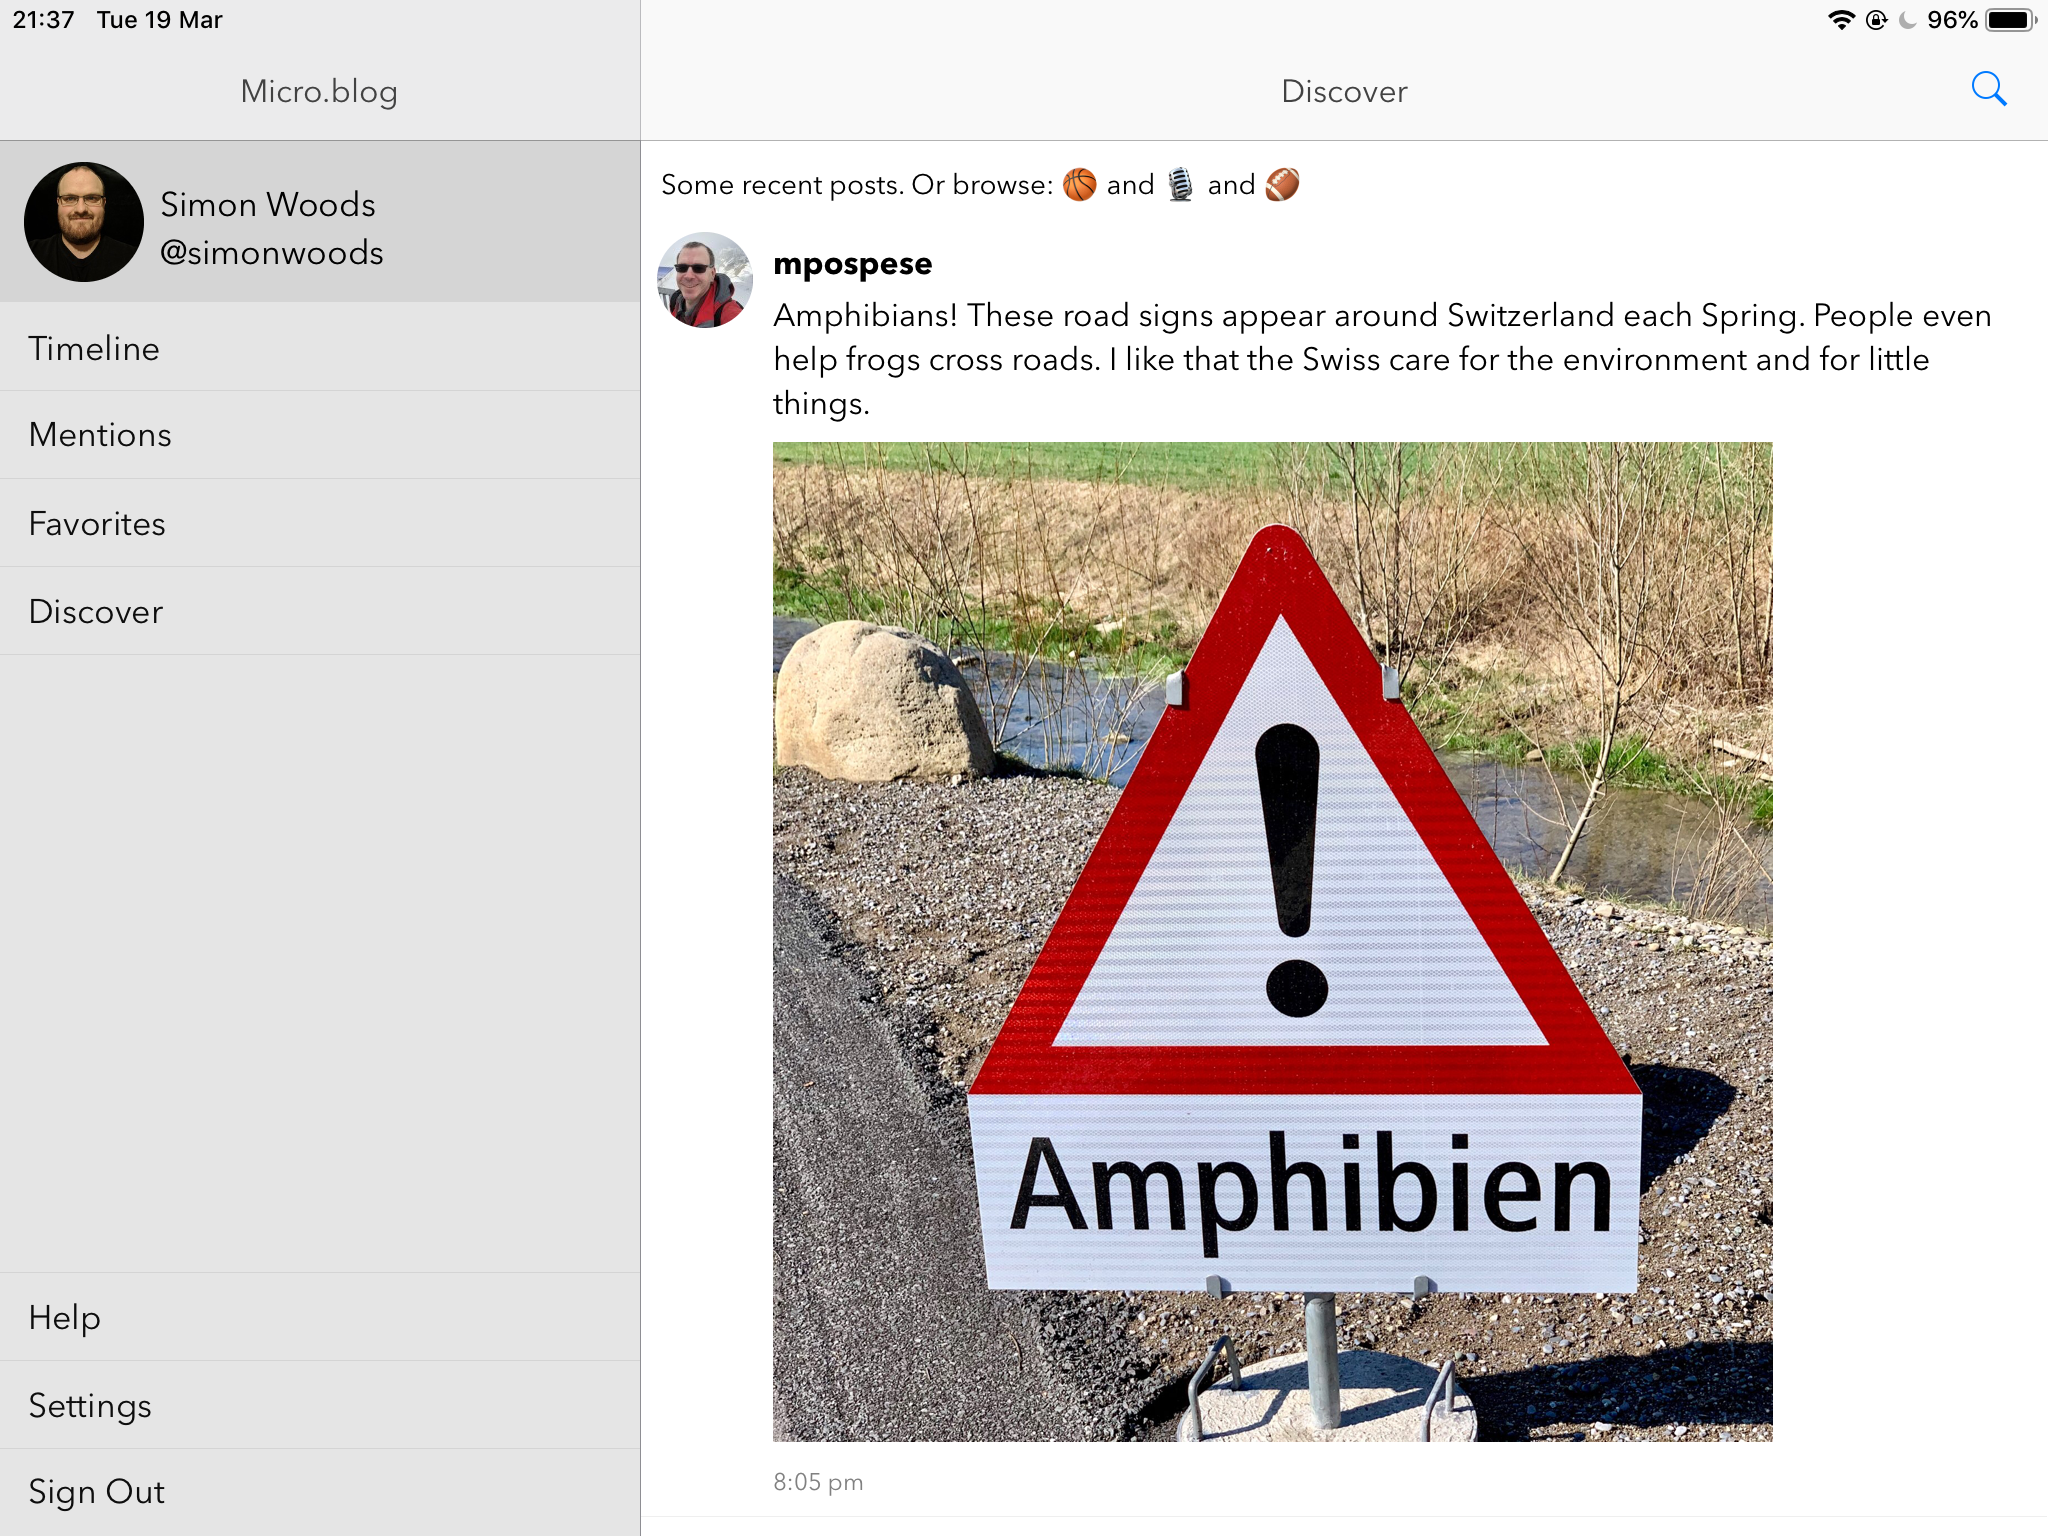 21:37 Tue 19 Mar
96%
Micro.blog
Simon Woods
@simonwoods
Timeline
Mentions
Favorites
Discover
Help
Settings
Sign Out
Discover
Some recent posts. Or browse: 🏀 and 🎙 and 🏈
mpospese
Amphibians! These road signs appear around Switzerland each Spring. People even
help frogs cross roads. I like that the Swiss care for the environment and for little
things.
!
Amphibien
8:05 pm